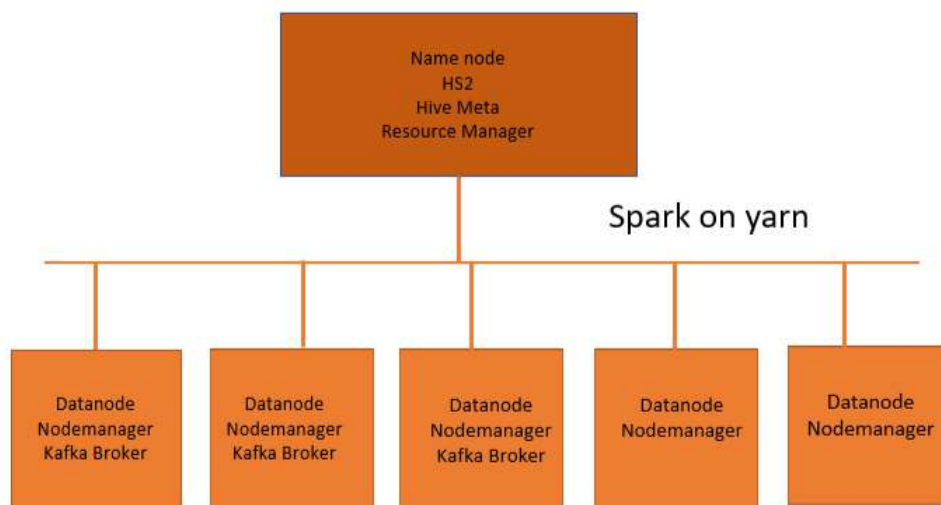 Name node
HS2
Hive Meta
Resource Manager
Spark on yarn
Datanode
Nodemanager
Kafka Broker
Datanode
Nodemanager
Kafka Broker
Datanode
Nodemanager
Kafka Broker
Datanode
Nodemanager
Datanode
Nodemanager